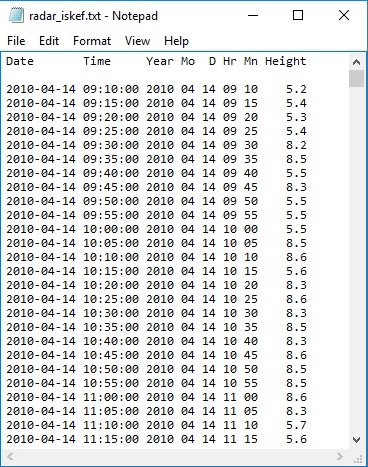 radar_iskef.txt - Notepad
File Edit Format View Help
Date Time Year Mo D Hr Mn Height
2010-04-14 09:10:00 2010 04 14 09 10 5.2
2010-04-14 09:15:00 2010 04 14 09 15 5.4
2010-04-14 09:20:00 2010 04 14 09 20 5.3
2010-04-14 09:25:00 2010 04 14 09 25 5.4
2010-04-14 09:30:00 2010 04 14 09 30 8.2
2010-04-14 09:35:00 2010 04 14 09 35 8.5
2010-04-14 09:40:00 2010 04 14 09 40 5.5
2010-04-14 09:45:00 2010 04 14 09 45 8.3
2010-04-14 09:50:00 2010 04 14 09 50 5.5
2010-04-14 09:55:00 2010 04 14 09 55 5.5
2010-04-14 10:00:00 2010 04 14 10 00 5.5
2010-04-14 10:05:00 2010 04 14 10 05 8.5
2010-04-14 10:10:00 2010 04 14 10 10 8.6
2010-04-14 10:15:00 2010 04 14 10 15 5.6
2010-04-14 10:20:00 2010 04 14 10 20 8.3
2010-04-14 10:25:00 2010 04 14 10 25 8.6
2010-04-14 10:30:00 2010 04 14 10 30 8.3
2010-04-14 10:35:00 2010 04 14 10 35 8.5
2010-04-14 10:40:00 2010 04 14 10 40 8.3
2010-04-14 10:45:00 2010 04 14 10 45 8.6
2010-04-14 10:50:00 2010 04 14 10 50 8.5
2010-04-14 10:55:00 2010 04 14 10 55 8.5
2010-04-14 11:00:00 2010 04 14 11 00 8.6
2010-04-14 11:05:00 2010 04 14 11 05 8.3
2010-04-14 11:10:00 2010 04 14 11 10 5.7
2010-04-14 11:15:00 2010 04 14 11 15 5.6